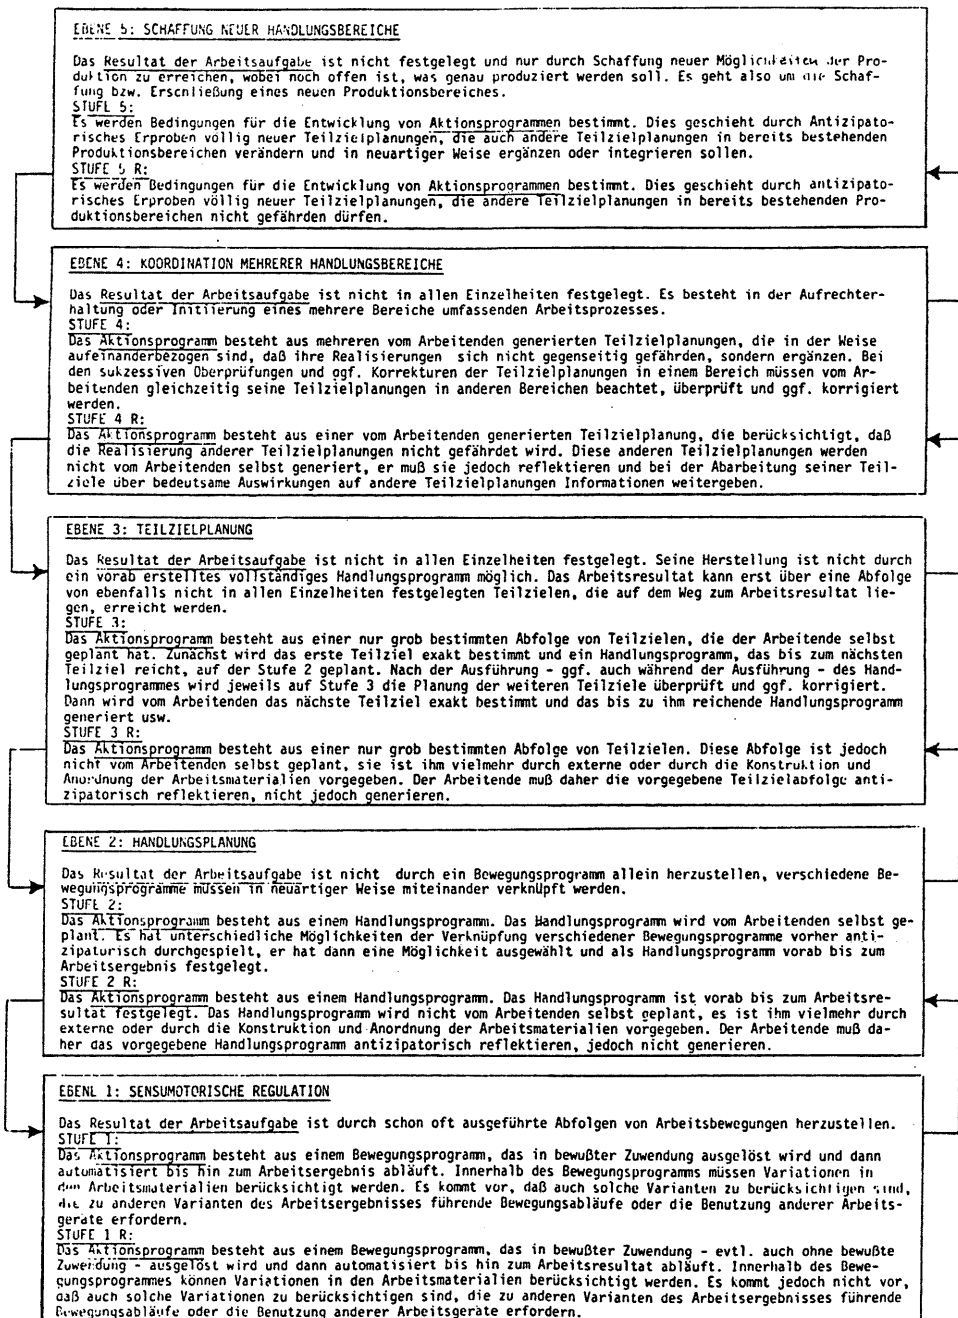 EBENE 5: SCHAFFUNG NEUER HANDLUNGSBEREICHE
Das Resultat der Arbeitsaufgabe ist nicht festgelegt und nur durch Schaffung neuer Möglichkeiten der Pro-
duktion zu erreichen, wobei noch offen ist, was genau produziert werden soll. Es geht also um die Schaf-
fung bzw. Erschließung eines neuen Produktionsbereiches.
STUFE 5:
Es werden Bedingungen für die Entwicklung von Aktionsprogrammen bestimmt. Dies geschieht durch Antizipato-
risches Erproben völlig neuer Teilzielplanungen, die auch andere Teilzielplanungen in bereits bestehenden
Produktionsbereichen verändern und in neuartiger Weise ergänzen oder integrieren sollen.
STUFE 5 R:
Es werden Bedingungen für die Entwicklung von Aktionsprogrammen bestimmt. Dies geschieht durch antizipato-
risches Erproben völlig neuer Teilzielplanungen, die andere Teilzielplanungen in bereits bestehenden Pro-
duktionsbereichen nicht gefährden dürfen.
EBENE 4: KOORDINATION MEHRERER HANDLUNGSBEREICHE
Das Resultat der Arbeitsaufgabe ist nicht in allen Einzelheiten festgelegt. Es besteht in der Aufrechter-
haltung oder Initiierung eines mehrere Bereiche umfassenden Arbeitsprozesses.
STUFE 4:
Das Aktionsprogramm besteht aus mehreren vom Arbeitenden generierten Teilzielplanungen, die in der Weise
aufeinanderbezogen sind, daß ihre Realisierungen sich nicht gegenseitig gefährden, sondern ergänzen. Bei
den sukzessiven Überprüfungen und ggf. Korrekturen der Teilzielplanungen in einem Bereich müssen vom Ar-
beitenden gleichzeitig seine Teilzielplanungen in anderen Bereichen beachtet, überprüft und ggf. korrigiert
werden.
STUFE 4 R:
Das Aktionsprogramm besteht aus einer vom Arbeitenden generierten Teilzielplanung, die berücksichtigt, daß
die Realisierung anderer Teilzielplanungen nicht gefährdet wird. Diese anderen Teilzielplanungen werden
nicht vom Arbeitenden selbst generiert, er muß sie jedoch reflektieren und bei der Abarbeitung seiner Teil-
ziele über bedeutsame Auswirkungen auf andere Teilzielplanungen Informationen weitergeben.
EBENE 3: TEILZIELPLANUNG
Das Resultat der Arbeitsaufgabe ist nicht in allen Einzelheiten festgelegt. Seine Herstellung ist nicht durch
ein vorab erstelltes vollständiges Handlungsprogramm möglich. Das Arbeitsresultat kann erst über eine Abfolge
von ebenfalls nicht in allen Einzelheiten festgelegten Teilzielen, die auf dem Weg zum Arbeitsresultat lie-
gen, erreicht werden.
STUFE 3:
Das Aktionsprogramm besteht aus einer nur grob bestimmten Abfolge von Teilzielen, die der Arbeitende selbst
geplant hat. Zunächst wird das erste Teilziel exakt bestimmt und ein Handlungsprogramm, das bis zum nächsten
Teilziel reicht, auf der Stufe 2 geplant. Nach der Ausführung - ggf. auch während der Ausführung - des Hand-
lungsprogrammes wird jeweils auf Stufe 3 die Planung der weiteren Teilziele überprüft und ggf. korrigiert.
Dann wird vom Arbeitenden das nächste Teilziel exakt bestimmt und das bis zu ihm reichende Handlungsprogramm
generiert usw.
STUFE 3 R:
Das Aktionsprogramm besteht aus einer nur grob bestimmten Abfolge von Teilzielen. Diese Abfolge ist jedoch
nicht vom Arbeitenden selbst geplant, sie ist ihm vielmehr durch externe oder durch die Konstruktion und
Anordnung der Arbeitsmaterialien vorgegeben. Der Arbeitende muß daher die vorgegebene Teilzielabfolge anti-
zipatorisch reflektieren, nicht jedoch generieren.
EBENE 2: HANDLUNGSPLANUNG
Das Resultat der Arbeitsaufgabe ist nicht durch ein Bewegungsprogramm allein herzustellen, verschiedene Be-
wegungsprogramme müssen in neuartiger Weise miteinander verknüpft werden.
STUFE 2:
Das Aktionsprogramm besteht aus einem Handlungsprogramm. Das Handlungsprogramm wird vom Arbeitenden selbst ge-
plant. Es hat unterschiedliche Möglichkeiten der Verknüpfung verschiedener Bewegungsprogramme vorher anti-
zipatorisch durchgespielt, er hat dann eine Möglichkeit ausgewählt und als Handlungsprogramm vorab bis zum
Arbeitsergebnis festgelegt.
STUFE 2 R:
Das Aktionsprogramm besteht aus einem Handlungsprogramm. Das Handlungsprogramm ist vorab bis zum Arbeitsre-
sultat festgelegt. Das Handlungsprogramm wird nicht vom Arbeitenden selbst geplant, es ist ihm vielmehr durch
externe oder durch die Konstruktion und Anordnung der Arbeitsmaterialien vorgegeben. Der Arbeitende muß da-
her das vorgegebene Handlungsprogramm antizipatorisch reflektieren, jedoch nicht generieren.
EBENE 1: SENSUMOTORISCHE REGULATION
Das Resultat der Arbeitsaufgabe ist durch schon oft ausgeführte Abfolgen von Arbeitsbewegungen herzustellen.
STUFE 1:
Das Aktionsprogramm besteht aus einem Bewegungsprogramm, das in bewußter Zuwendung ausgelöst wird und dann
automatisiert bis hin zum Arbeitsergebnis abläuft. Innerhalb des Bewegungsprogramms müssen Variationen in
den Arbeitsmaterialien berücksichtigt werden. Es kommt vor, daß auch solche Varianten zu berücksichtigen sind,
die zu anderen Varianten des Arbeitsergebnisses führende Bewegungsabläufe oder die Benutzung anderer Arbeits-
geräte erfordern.
STUFE 1 R:
Das Aktionsprogramm besteht aus einem Bewegungsprogramm, das in bewußter Zuwendung - evtl. auch ohne bewußte
Zuwendung - ausgelöst wird und dann automatisiert bis hin zum Arbeitsresultat abläuft. Innerhalb des Bewe-
gungsprogrammes können Variationen in den Arbeitsmaterialien berücksichtigt werden. Es kommt jedoch nicht vor,
daß auch solche Variationen zu berücksichtigen sind, die zu anderen Varianten des Arbeitsergebnisses führende
Bewegungsabläufe oder die Benutzung anderer Arbeitsgeräte erfordern.